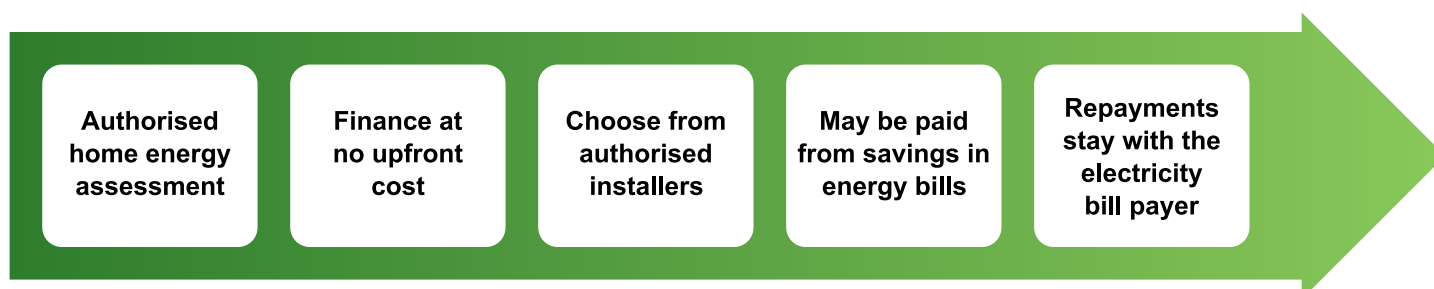 Authorised
home energy
assessment
Finance at
no upfront
cost
Choose from
authorised
installers
May be paid
from savings in
energy bills
Repayments
stay with the
electricity
bill payer